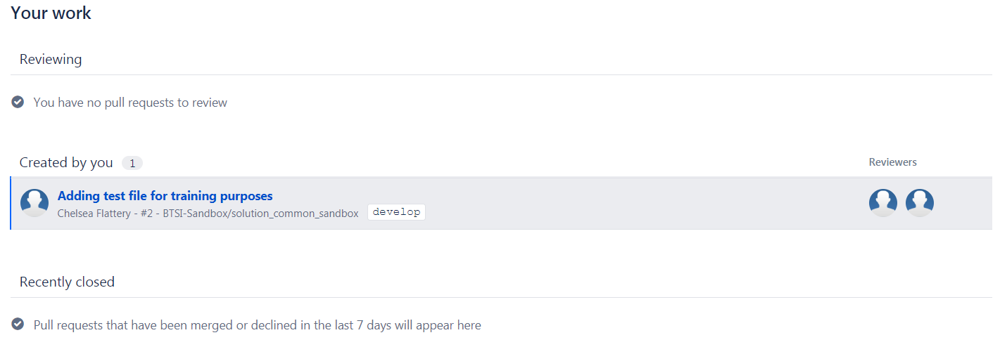 Your work
Reviewing
You have no pull requests to review
Created by you 1
Reviewers
Adding test file for training purposes
Chelsea Flattery - #2 - BTSI-Sandbox/solution_common_sandbox develop
Recently closed
Pull requests that have been merged or declined in the last 7 days will appear here